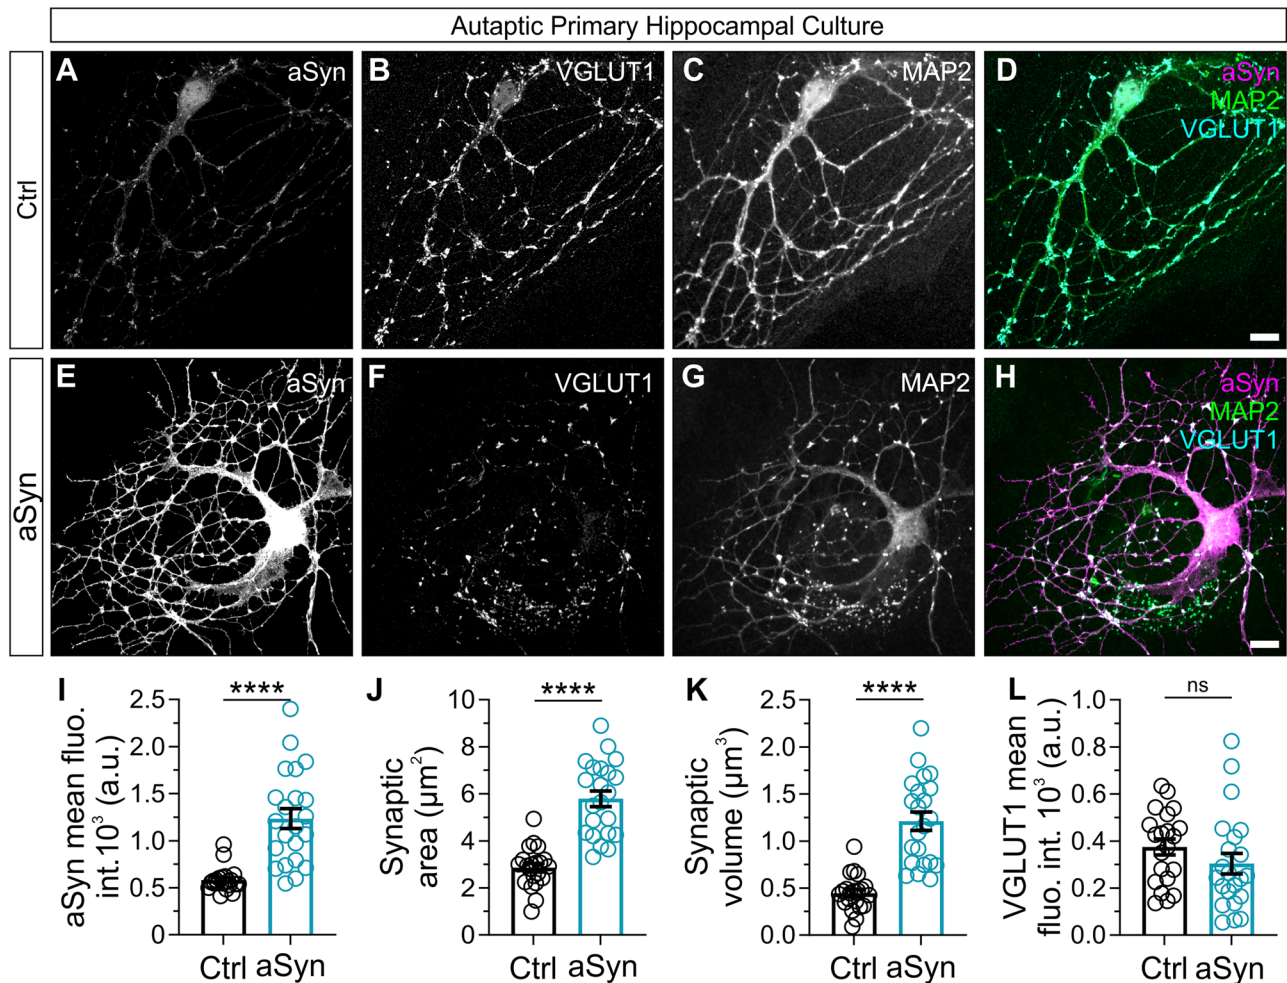 Autaptic Primary Hippocampal Culture
Ctrl
A aSyn
B VGLUT1
C MAP2
D aSyn
MAP2
VGLUT1
aSyn
E aSyn
F VGLUT1
G MAP2
H aSyn
MAP2
VGLUT1
I
aSyn mean fluo.
int. 10³ (a.u.)
2.5
2.0
1.5
1.0
0.5
0.0
****
Ctrl aSyn
J
Synaptic
area (μm²)
10
8
6
4
2
0
****
Ctrl aSyn
K
Synaptic
volume (μm³)
2.5
2.0
1.5
1.0
0.5
0.0
****
Ctrl aSyn
L
VGLUT1 mean
fluo. int. 10³ (a.u.)
1.0
0.8
0.6
0.4
0.2
0.0
ns
Ctrl aSyn